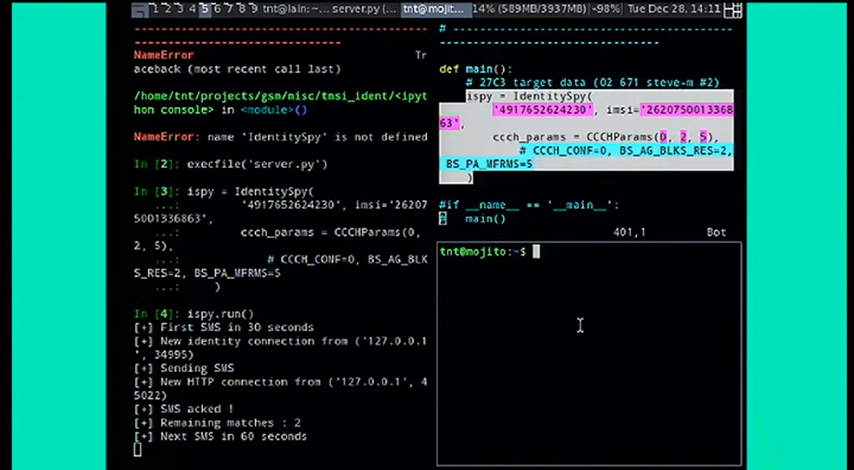 1 2 3 4 5 6 7 8 9 tnt@lain: ~... server.py (... tnt@mojit... 14% (589MB/3937MB) -98% Tue Dec 28, 14:11
NameError Tr
aceback (most recent call last)
/home/tnt/projects/gsm/misc/tmsi_ident/<ipyt
hon console> in <module>()
NameError: name 'IdentitySpy' is not defined
In [2]: execfile('server.py')
In [3]: ispy = IdentitySpy(
...: '4917652624230', imsi='26207
5001336863',
...: ccch_params = CCCHParams(0,
2, 5),
...: # CCCH_CONF=0, BS_AG_BLK
S_RES=2, BS_PA_MFRMS=5
...: )
In [4]: ispy.run()
[+] First SMS in 30 seconds
[+] New identity connection from ('127.0.0.1
', 34995)
[+] Sending SMS
[+] New HTTP connection from ('127.0.0.1', 4
5022)
[+] SMS acked !
[+] Remaining matches : 2
[+] Next SMS in 60 seconds
#
def main():
# 27C3 target data (02 671 steve-m #2)
ispy = IdentitySpy(
'4917652624230', imsi='2620750013368
63',
ccch_params = CCCHParams(0, 2, 5),
# CCCH_CONF=0, BS_AG_BLKS_RES=2,
BS_PA_MFRMS=5
)
#if __name__ == '__main__':
# main()
401,1 Bot
tnt@mojito:~$